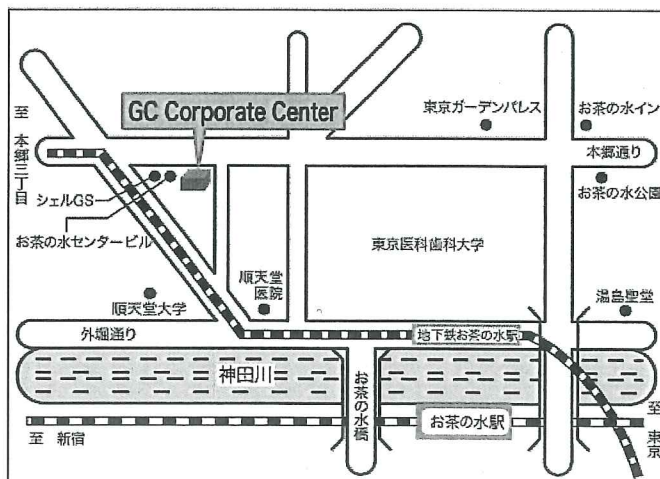 至 本郷三丁目
GC Corporate Center
東京ガーデンパレス
お茶の水イン
本郷通り
シェルGS
お茶の水公園
お茶の水センタービル
東京医科歯科大学
順天堂
医院
順天堂大学
湯島聖堂
外堀通り
地下鉄お茶の水駅
神田川
お茶の水橋
お茶の水駅
至 新宿
至 東京